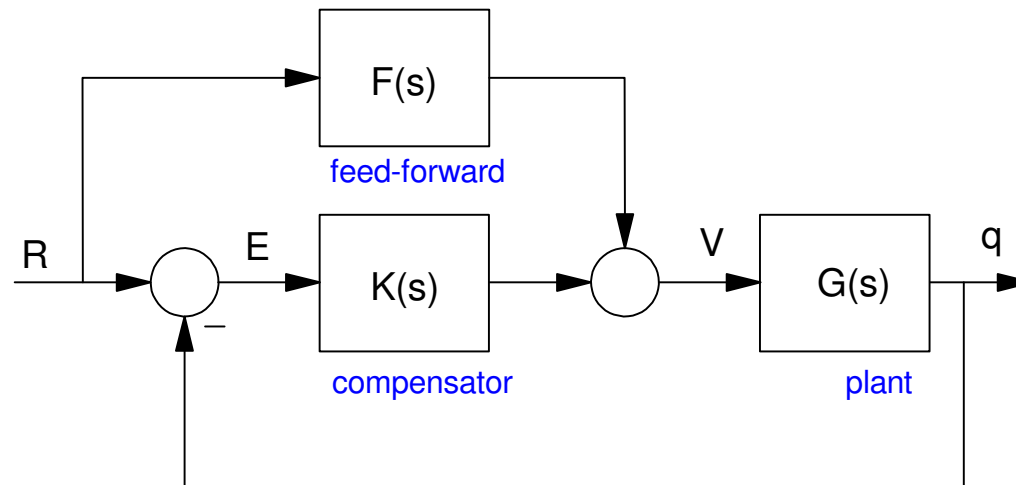 F(s)
feed-forward
R
E
K(s)
compensator
V
G(s)
plant
q
−